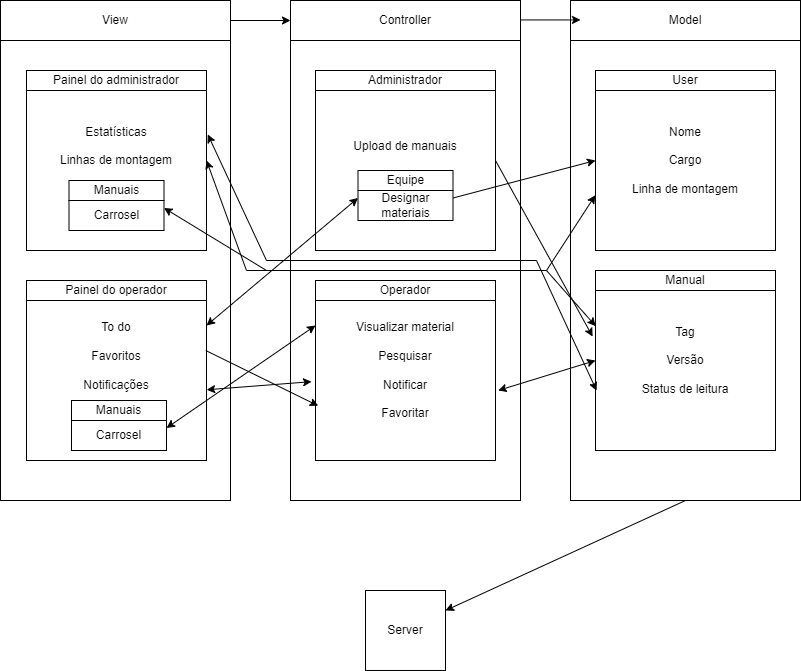 View
Controller
Model
Painel do administrador
Estatísticas
Linhas de montagem
Manuais
Carrosel
Painel do operador
To do
Favoritos
Notificações
Manuais
Carrosel
Administrador
Upload de manuais
Equipe
Designar
materiais
Operador
Visualizar material
Pesquisar
Notificar
Favoritar
User
Nome
Cargo
Linha de montagem
Manual
Tag
Versão
Status de leitura
Server